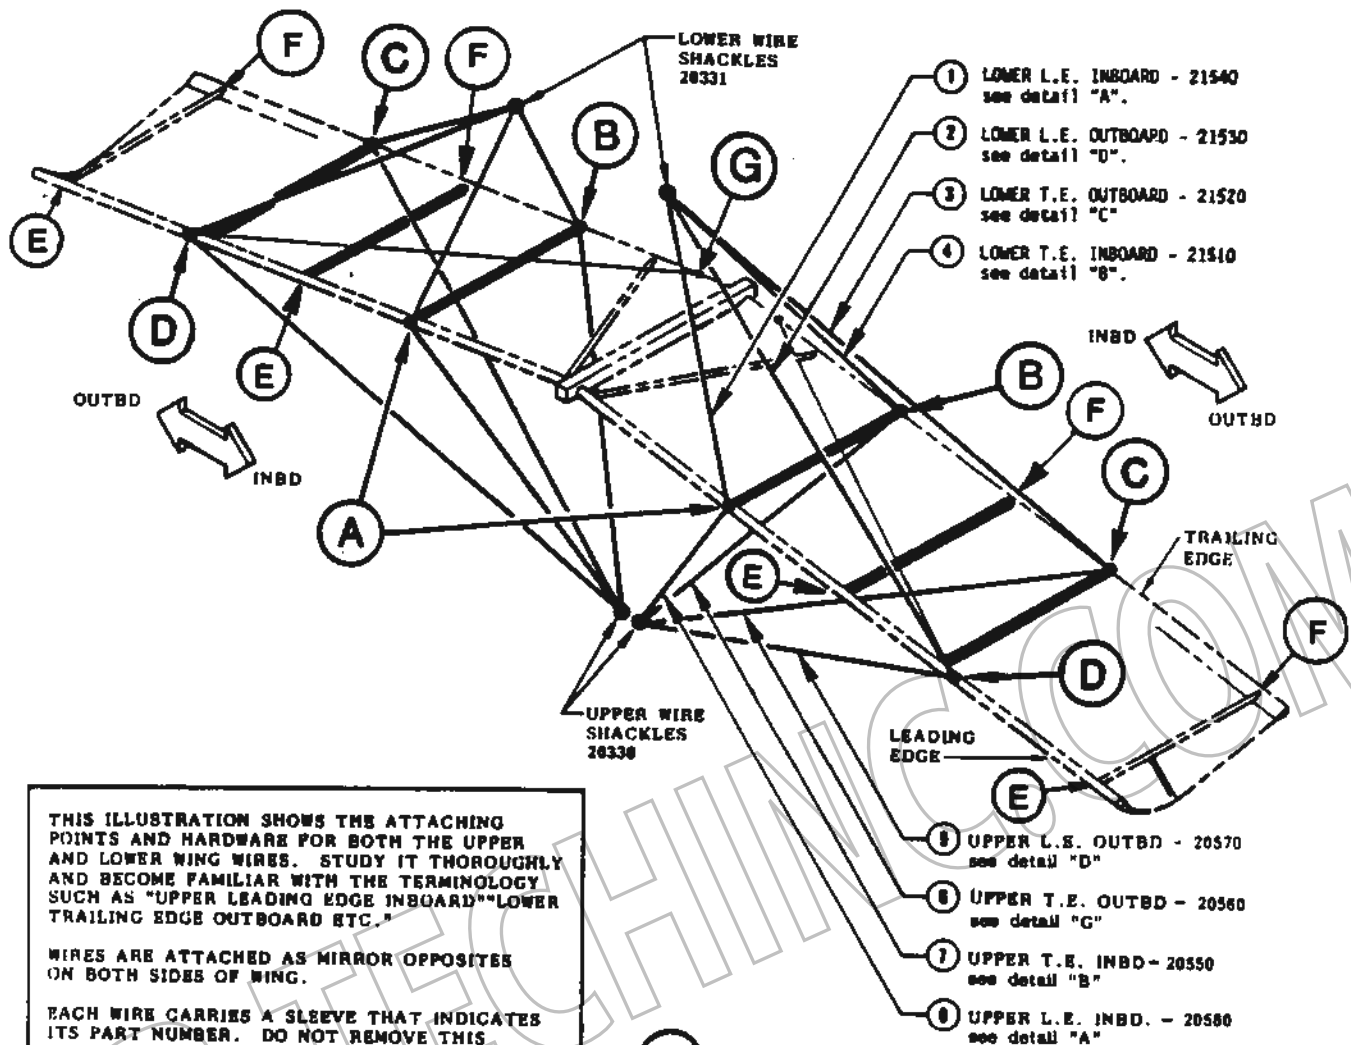 F
C
F
LOWER WIRE
SHACKLES
20331
B
G
1 LOWER L.E. INBOARD - 21540
see detail "A".
2 LOWER L.E. OUTBOARD - 21530
see detail "D".
3 LOWER T.E. OUTBOARD - 21520
see detail "C"
4 LOWER T.E. INBOARD - 21510
see detail "B".
E
D
E
INBD
OUTBD
B
F
C
OUTBD
INBD
A
E
TRAILING
EDGE
F
D
UPPER WIRE
SHACKLES
20330
LEADING
EDGE
E
THIS ILLUSTRATION SHOWS THE ATTACHING
POINTS AND HARDWARE FOR BOTH THE UPPER
AND LOWER WING WIRES. STUDY IT THOROUGHLY
AND BECOME FAMILIAR WITH THE TERMINOLOGY
SUCH AS "UPPER LEADING EDGE INBOARD""LOWER
TRAILING EDGE OUTBOARD ETC."
WIRES ARE ATTACHED AS MIRROR OPPOSITES
ON BOTH SIDES OF WING.
EACH WIRE CARRIES A SLEEVE THAT INDICATES
ITS PART NUMBER. DO NOT REMOVE THIS
5 UPPER L.E. OUTBD - 20570
see detail "D"
6 UPPER T.E. OUTBD - 20560
see detail "C"
7 UPPER T.E. INBD - 20550
see detail "B"
8 UPPER L.E. INBD. - 20580
see detail "A"
TECHINC.COM